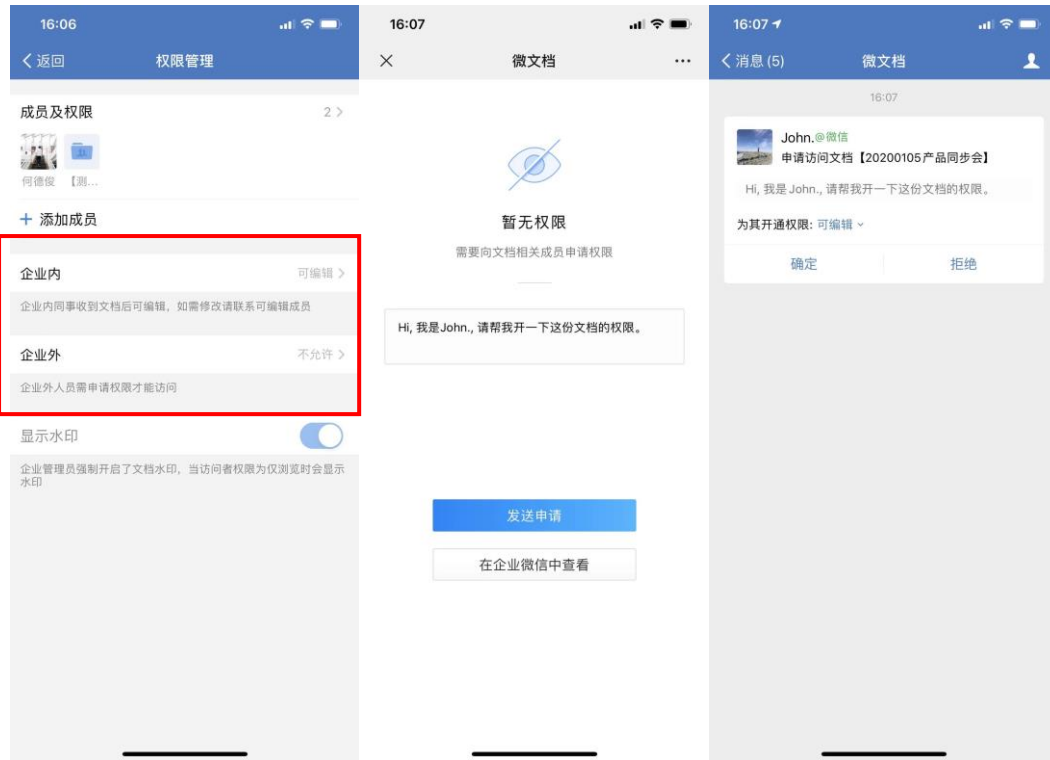 16:06
返回
权限管理
成员及权限
2
何德俊
【测...
添加成员
企业内
可编辑
企业内同事收到文档后可编辑，如需修改请联系可编辑成员
企业外
不允许
企业外人员需申请权限才能访问
显示水印
企业管理员强制开启了文档水印，当访问者权限为仅浏览时会显示
水印
16:07
微文档
暂无权限
需要向文档相关成员申请权限
Hi, 我是John., 请帮我开一下这份文档的权限。
发送申请
在企业微信中查看
16:07
消息 (5)
微文档
16:07
John.@微信
申请访问文档【20200105产品同步会】
Hi, 我是 John., 请帮我开一下这份文档的权限。
为其开通权限: 可编辑
确定
拒绝